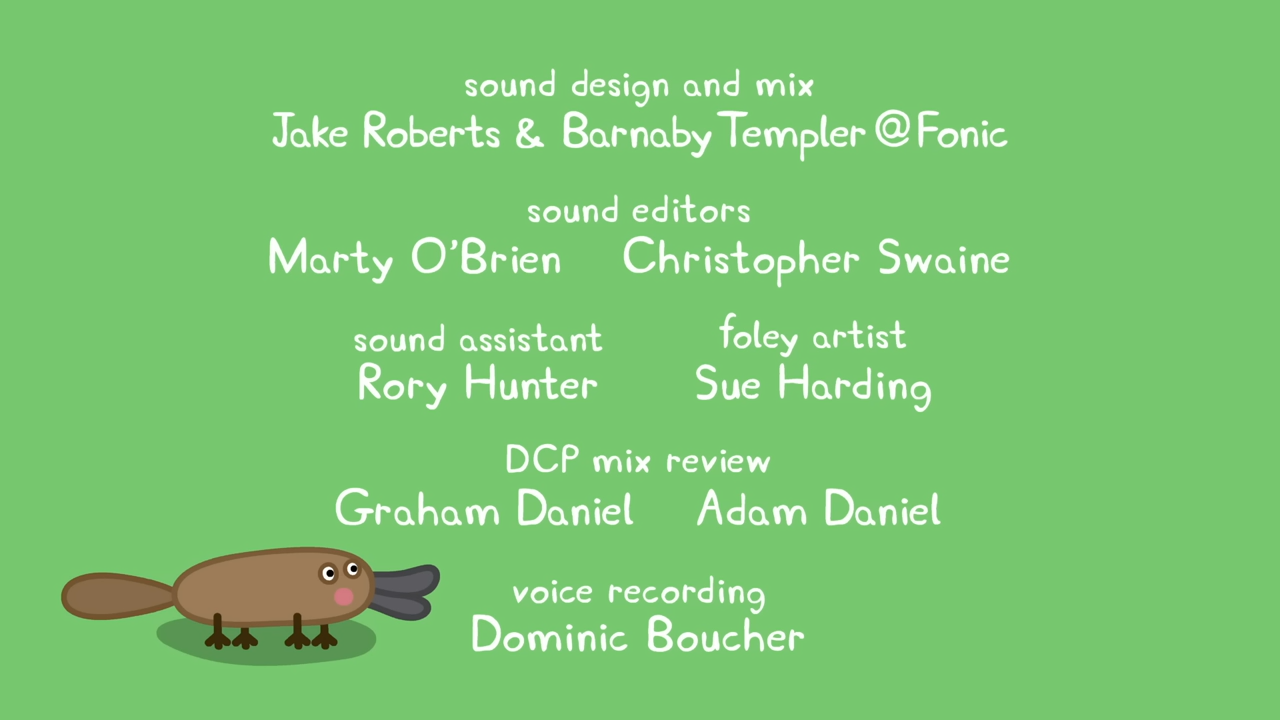 sound design and mix
Jake Roberts & Barnaby Templer @Fonic
sound editors
Marty O'Brien Christopher Swaine
sound assistant foley artist
Rory Hunter Sue Harding
DCP mix review
Graham Daniel Adam Daniel
voice recording
Dominic Boucher